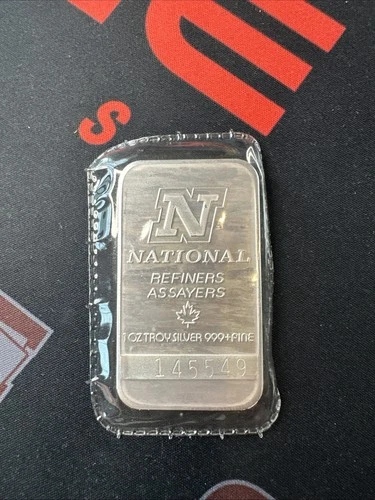 U
S
N
NATIONAL
REFINERS
ASSAYERS
1 OZ TROY SILVER 999+FINE
145549